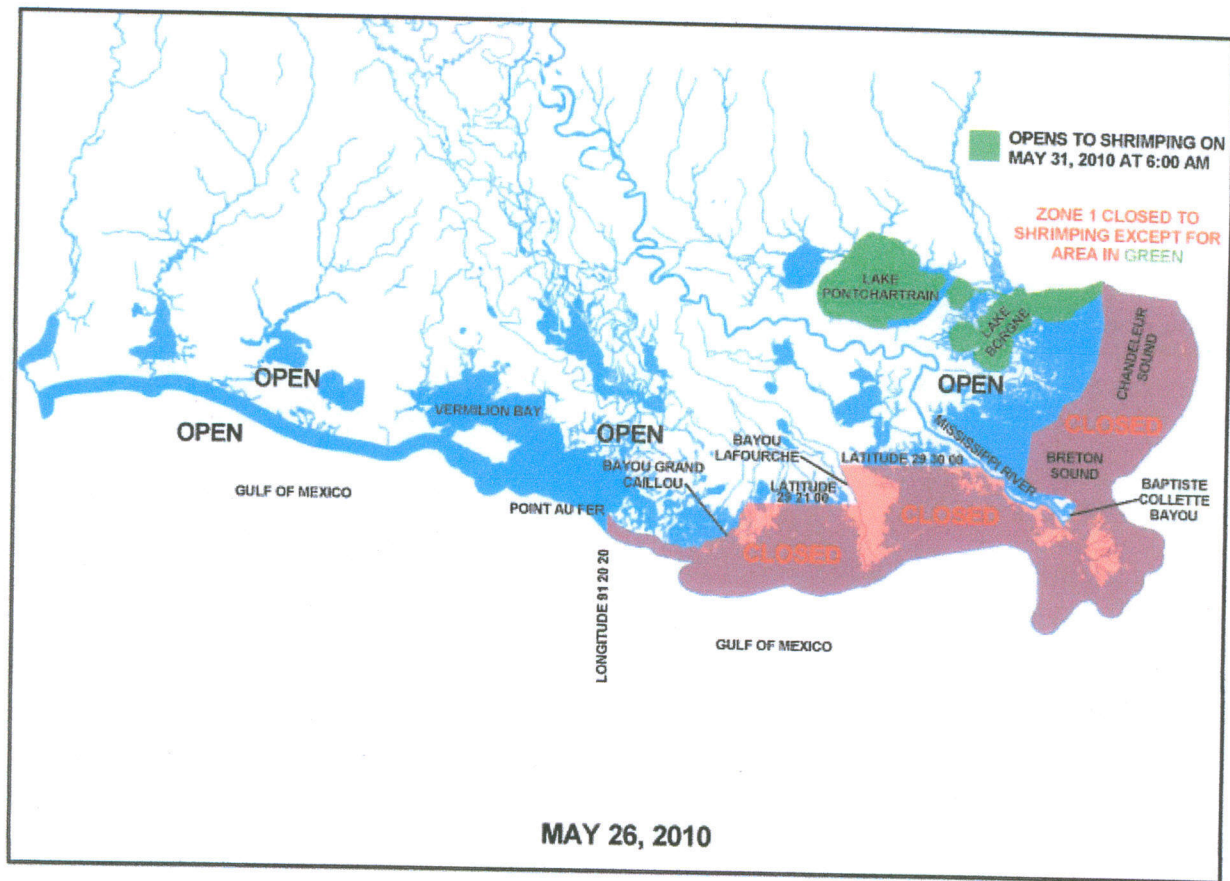 OPENS TO SHRIMPING ON
MAY 31, 2010 AT 6:00 AM
ZONE 1 CLOSED TO
SHRIMPING EXCEPT FOR
AREA IN GREEN
LAKE
PONTCHARTRAIN
LAKE
BORGNE
CHANDELEUR
SOUND
OPEN
OPEN
VERMILION BAY
OPEN
OPEN
CLOSED
MISSISSIPPI RIVER
BRETON
SOUND
BAYOU
LAFOURCHE
LATITUDE 29 30 00
BAYOU GRAND
CAILLOU
LATITUDE
29 21 00
BAPTISTE
COLLETTE
BAYOU
GULF OF MEXICO
POINT AU FER
CLOSED
CLOSED
LONGITUDE 91 20 20
GULF OF MEXICO
MAY 26, 2010